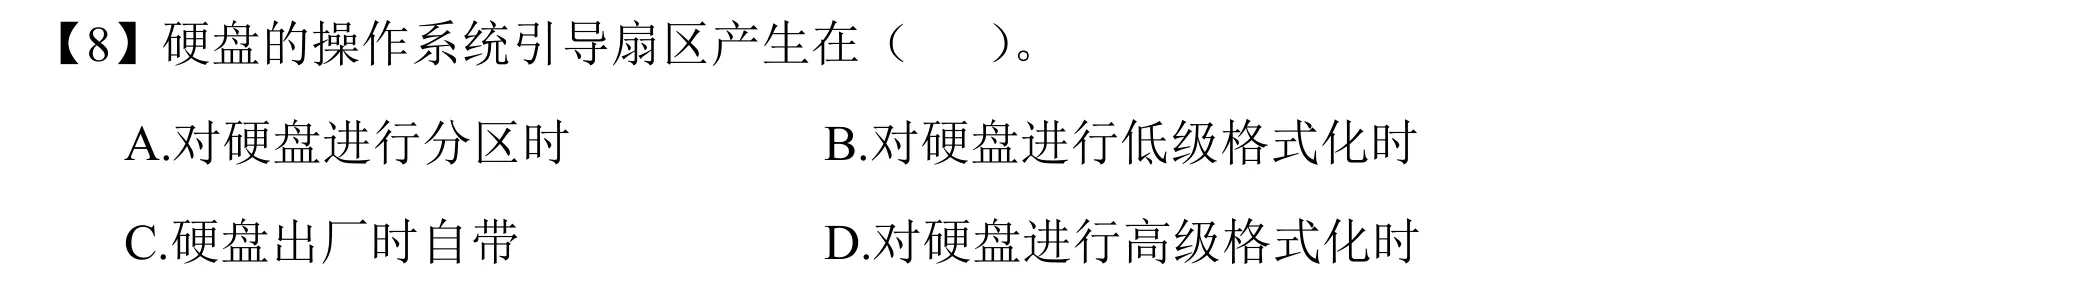 【8】硬盘的操作系统引导扇区产生在（　　）。
A.对硬盘进行分区时　　B.对硬盘进行低级格式化时
C.硬盘出厂时自带　　D.对硬盘进行高级格式化时